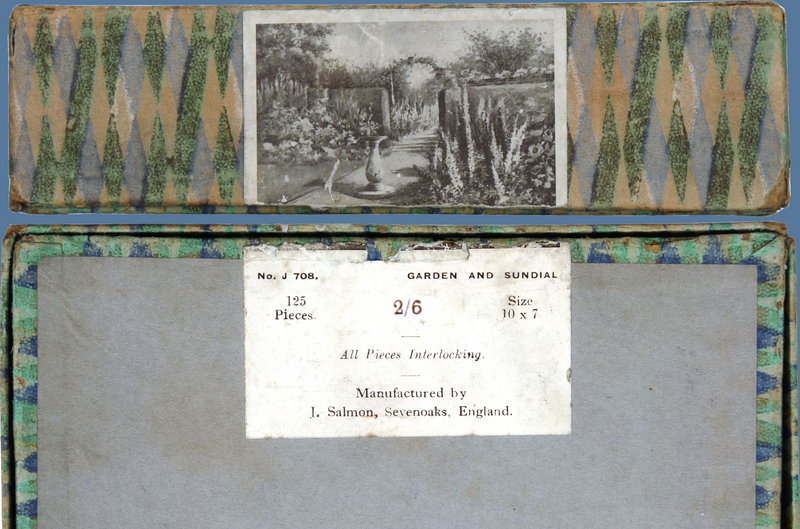 No. J 708. GARDEN AND SUNDIAL
125 2/6 Size
Pieces. 10 x 7
All Pieces Interlocking.
Manufactured by
J. Salmon, Sevenoaks, England.